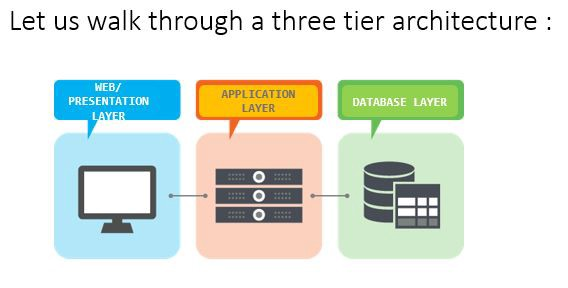 Let us walk through a three tier architecture :
WEB/
PRESENTATION
LAYER
APPLICATION
LAYER
DATABASE LAYER